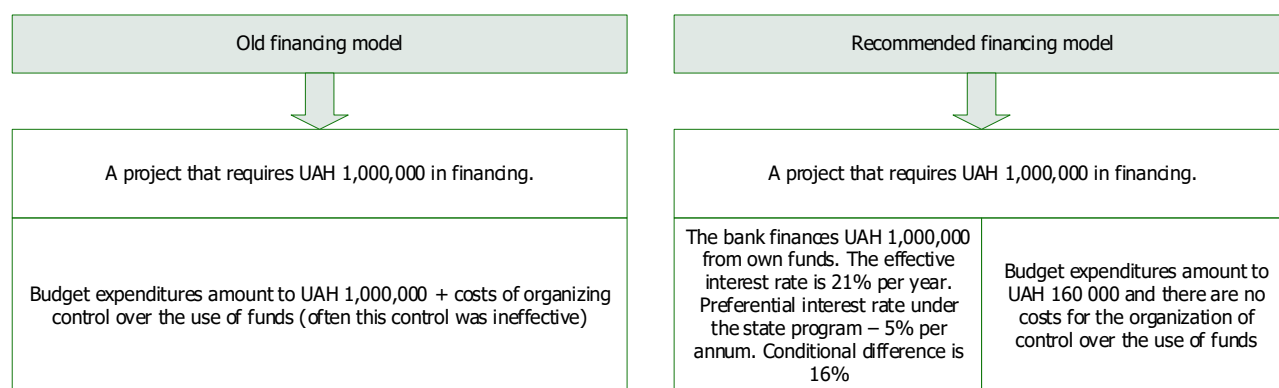 Old financing model
A project that requires UAH 1,000,000 in financing.
Budget expenditures amount to UAH 1,000,000 + costs of organizing
control over the use of funds (often this control was ineffective)
Recommended financing model
A project that requires UAH 1,000,000 in financing.
The bank finances UAH 1,000,000
from own funds. The effective
interest rate is 21% per year.
Preferential interest rate under
the state program – 5% per
annum. Conditional difference is
16%
Budget expenditures amount to
UAH 160 000 and there are no
costs for the organization of
control over the use of funds